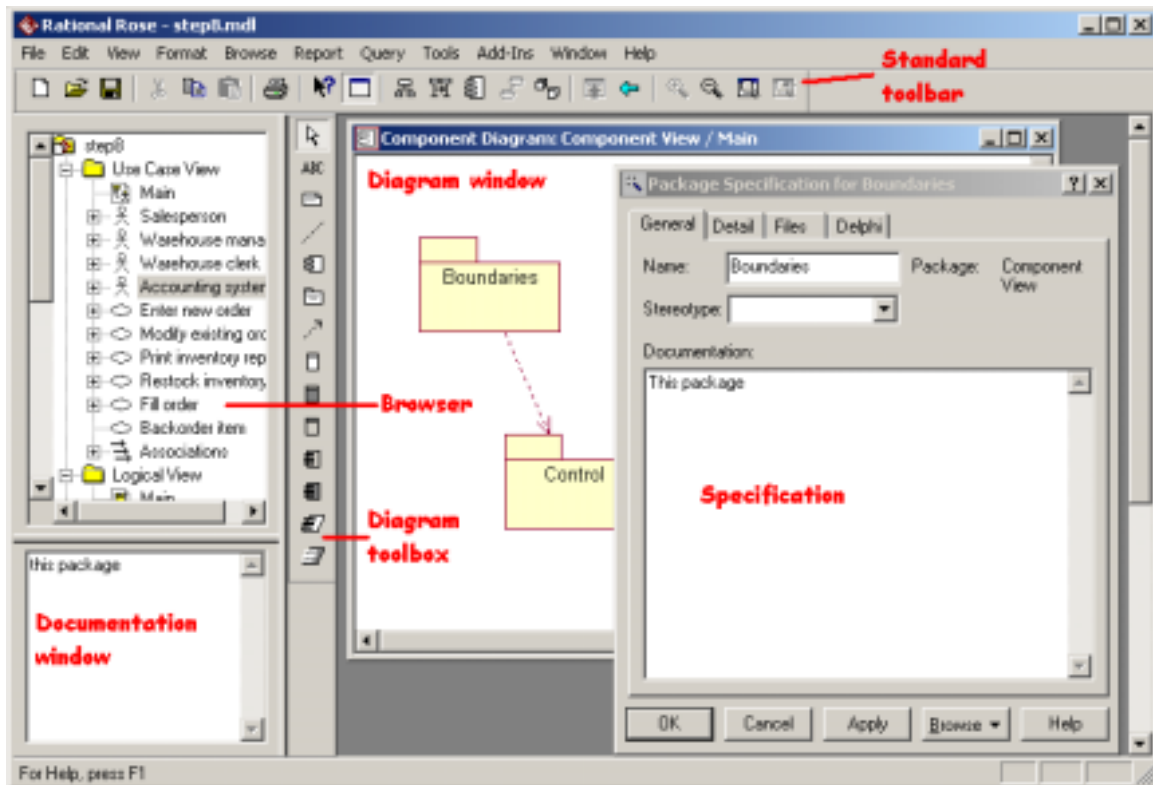 Rational Rose - step8.mdl
File Edit View Format Browse Report Query Tools Add-Ins Window Help
Standard
toolbar
step8
Use Case View
Main
Salesperson
Warehouse mana
Warehouse clerk
Accounting syster
Enter new order
Modify existing orc
Print inventory rep
Restock inventory
Fill order
Backorder item
Associations
Logical View
Main
Browser
ABC
Diagram
toolbox
this package
Documentation
window
Component Diagram: Component View / Main
Diagram window
Boundaries
Control
Package Specification for Boundaries
General Detail Files Delphi
Name: Boundaries Package: Component
View
Stereotype:
Documentation:
This package
Specification
OK Cancel Apply Browse Help
For Help, press F1